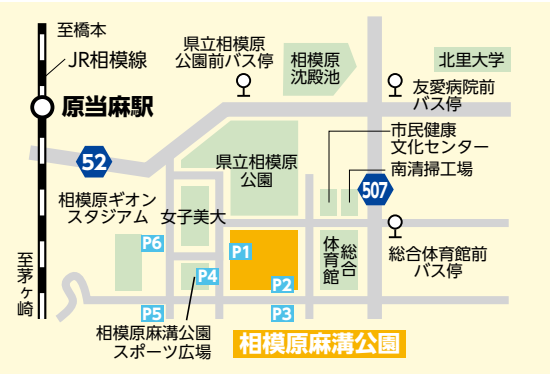 至橋本
JR相模線
県立相模原
公園前バス停
相模原
沈殿池
北里大学
友愛病院前
バス停
原当麻駅
市民健康
文化センター
52
県立相模原
公園
南清掃工場
507
相模原ギオン
スタジアム
女子美大
P6
P1
総合
体育館
総合体育館前
バス停
至茅ヶ崎
P4
P2
P5
P3
相模原麻溝公園
スポーツ広場
相模原麻溝公園